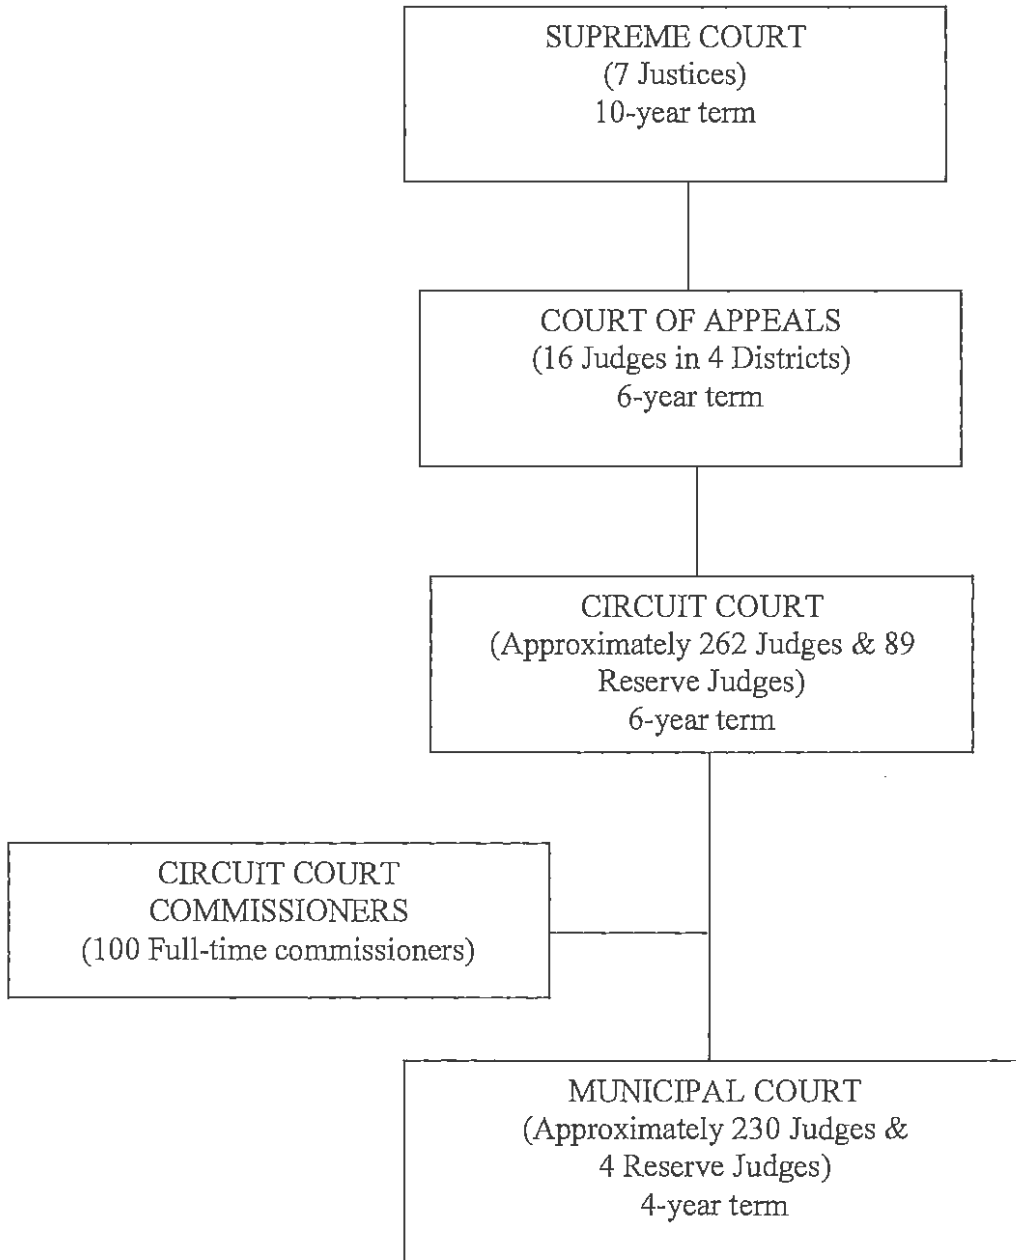 SUPREME COURT
(7 Justices)
10-year term
COURT OF APPEALS
(16 Judges in 4 Districts)
6-year term
CIRCUIT COURT
(Approximately 262 Judges & 89
Reserve Judges)
6-year term
CIRCUIT COURT
COMMISSIONERS
(100 Full-time commissioners)
MUNICIPAL COURT
(Approximately 230 Judges &
4 Reserve Judges)
4-year term